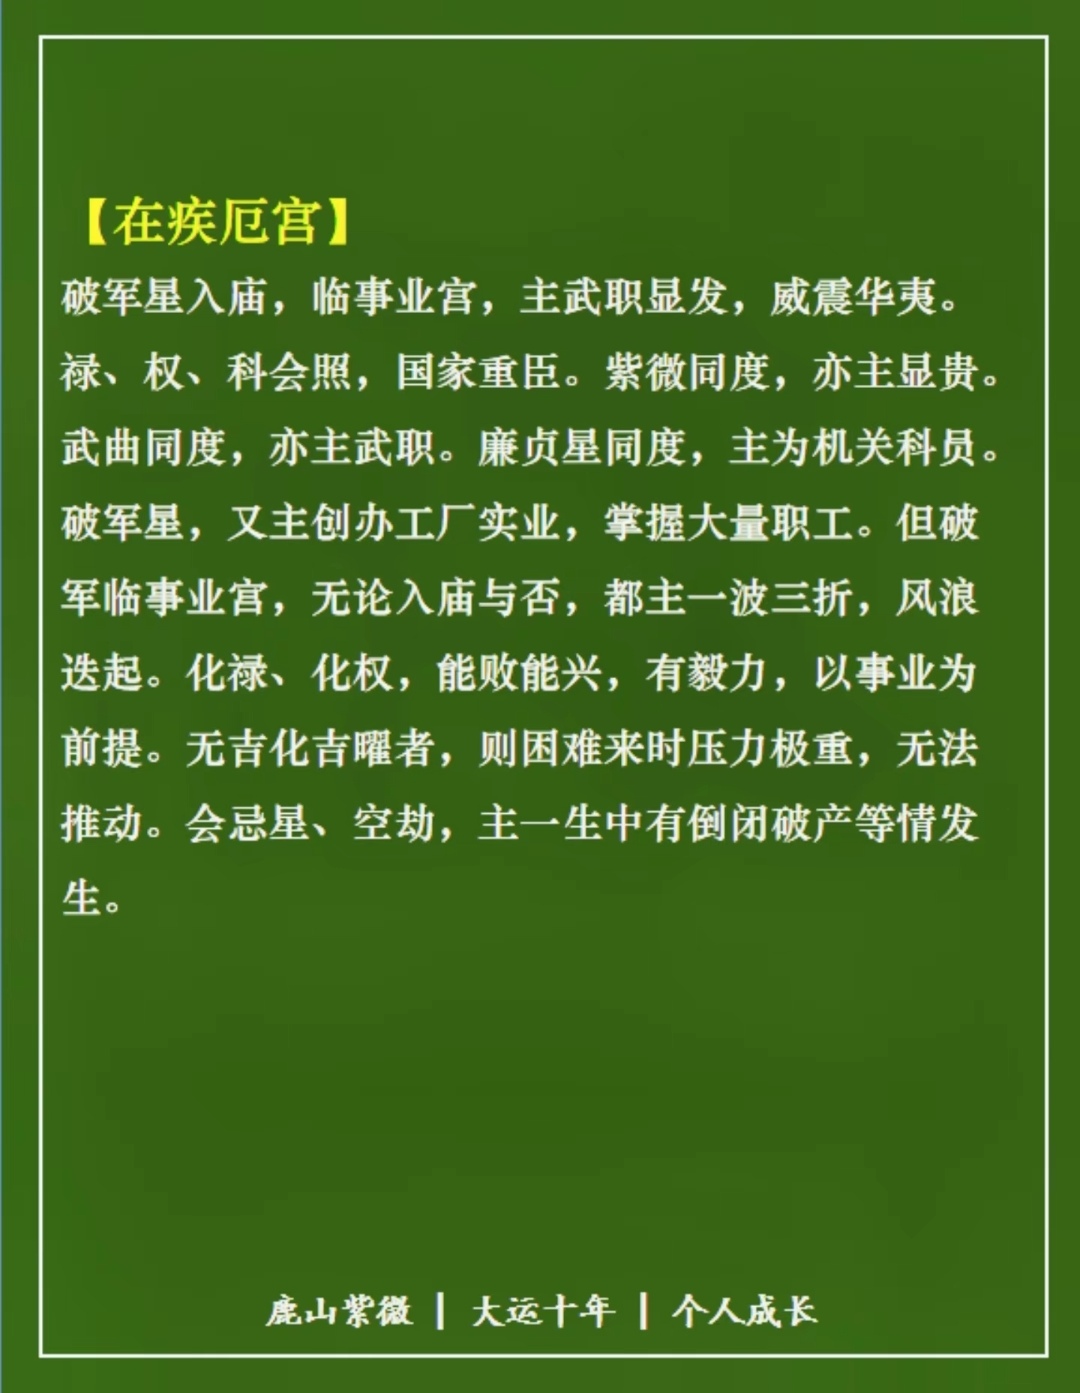 【在疾厄宫】
破军星入庙，临事业宫，主武职显发，威震华夷。
禄、权、科会照，国家重臣。紫微同度，亦主显贵。
武曲同度，亦主武职。廉贞星同度，主为机关科员。
破军星，又主创办工厂实业，掌握大量职工。但破
军临事业宫，无论入庙与否，都主一波三折，风浪
迭起。化禄、化权，能败能兴，有毅力，以事业为
前提。无吉化吉曜者，则困难来时压力极重，无法
推动。会忌星、空劫，主一生中有倒闭破产等情发
生。
鹿山紫微 | 大运十年 | 个人成长